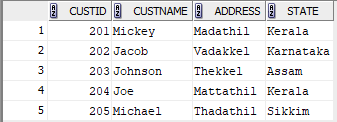 CUSTID CUSTNAME ADDRESS STATE
1 201 Mickey Madathil Kerala
2 202 Jacob Vadakkel Karnataka
3 203 Johnson Thekkel Assam
4 204 Joe Mattathil Kerala
5 205 Michael Thadathil Sikkim